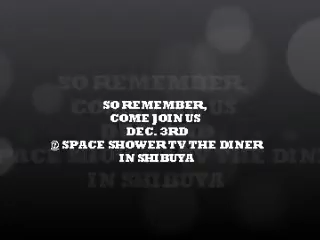 SO REMEMBER,
COME JOIN US
DEC. 3RD
@ SPACE SHOWER TV THE DINER
IN SHIBUYA